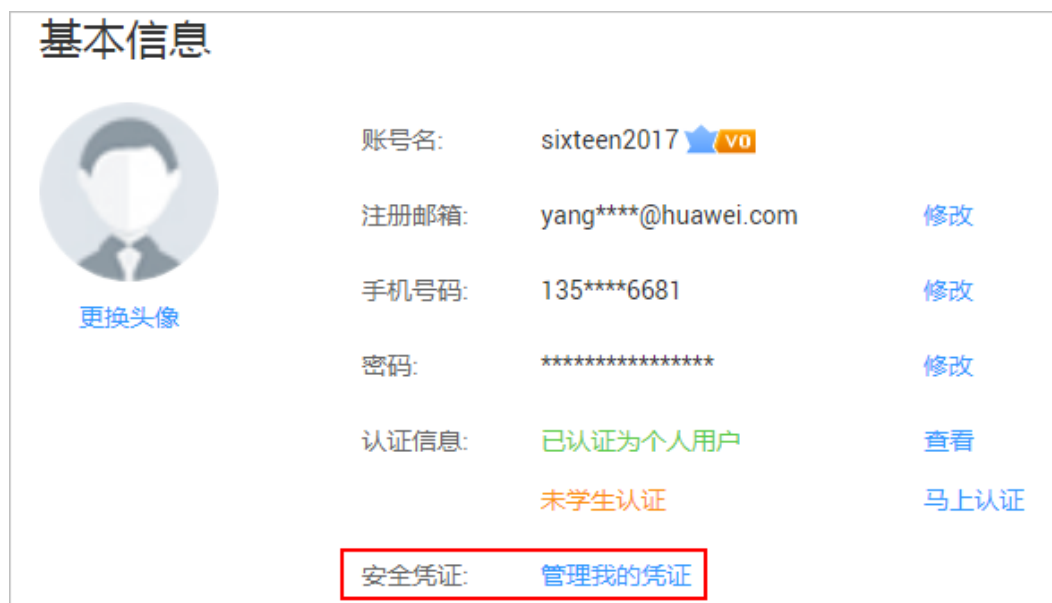 基本信息
账号名: sixteen2017 V0
注册邮箱: yang****@huawei.com 修改
手机号码: 135****6681 修改
更换头像
密码: **************** 修改
认证信息: 已认证为个人用户 查看
未学生认证 马上认证
安全凭证: 管理我的凭证